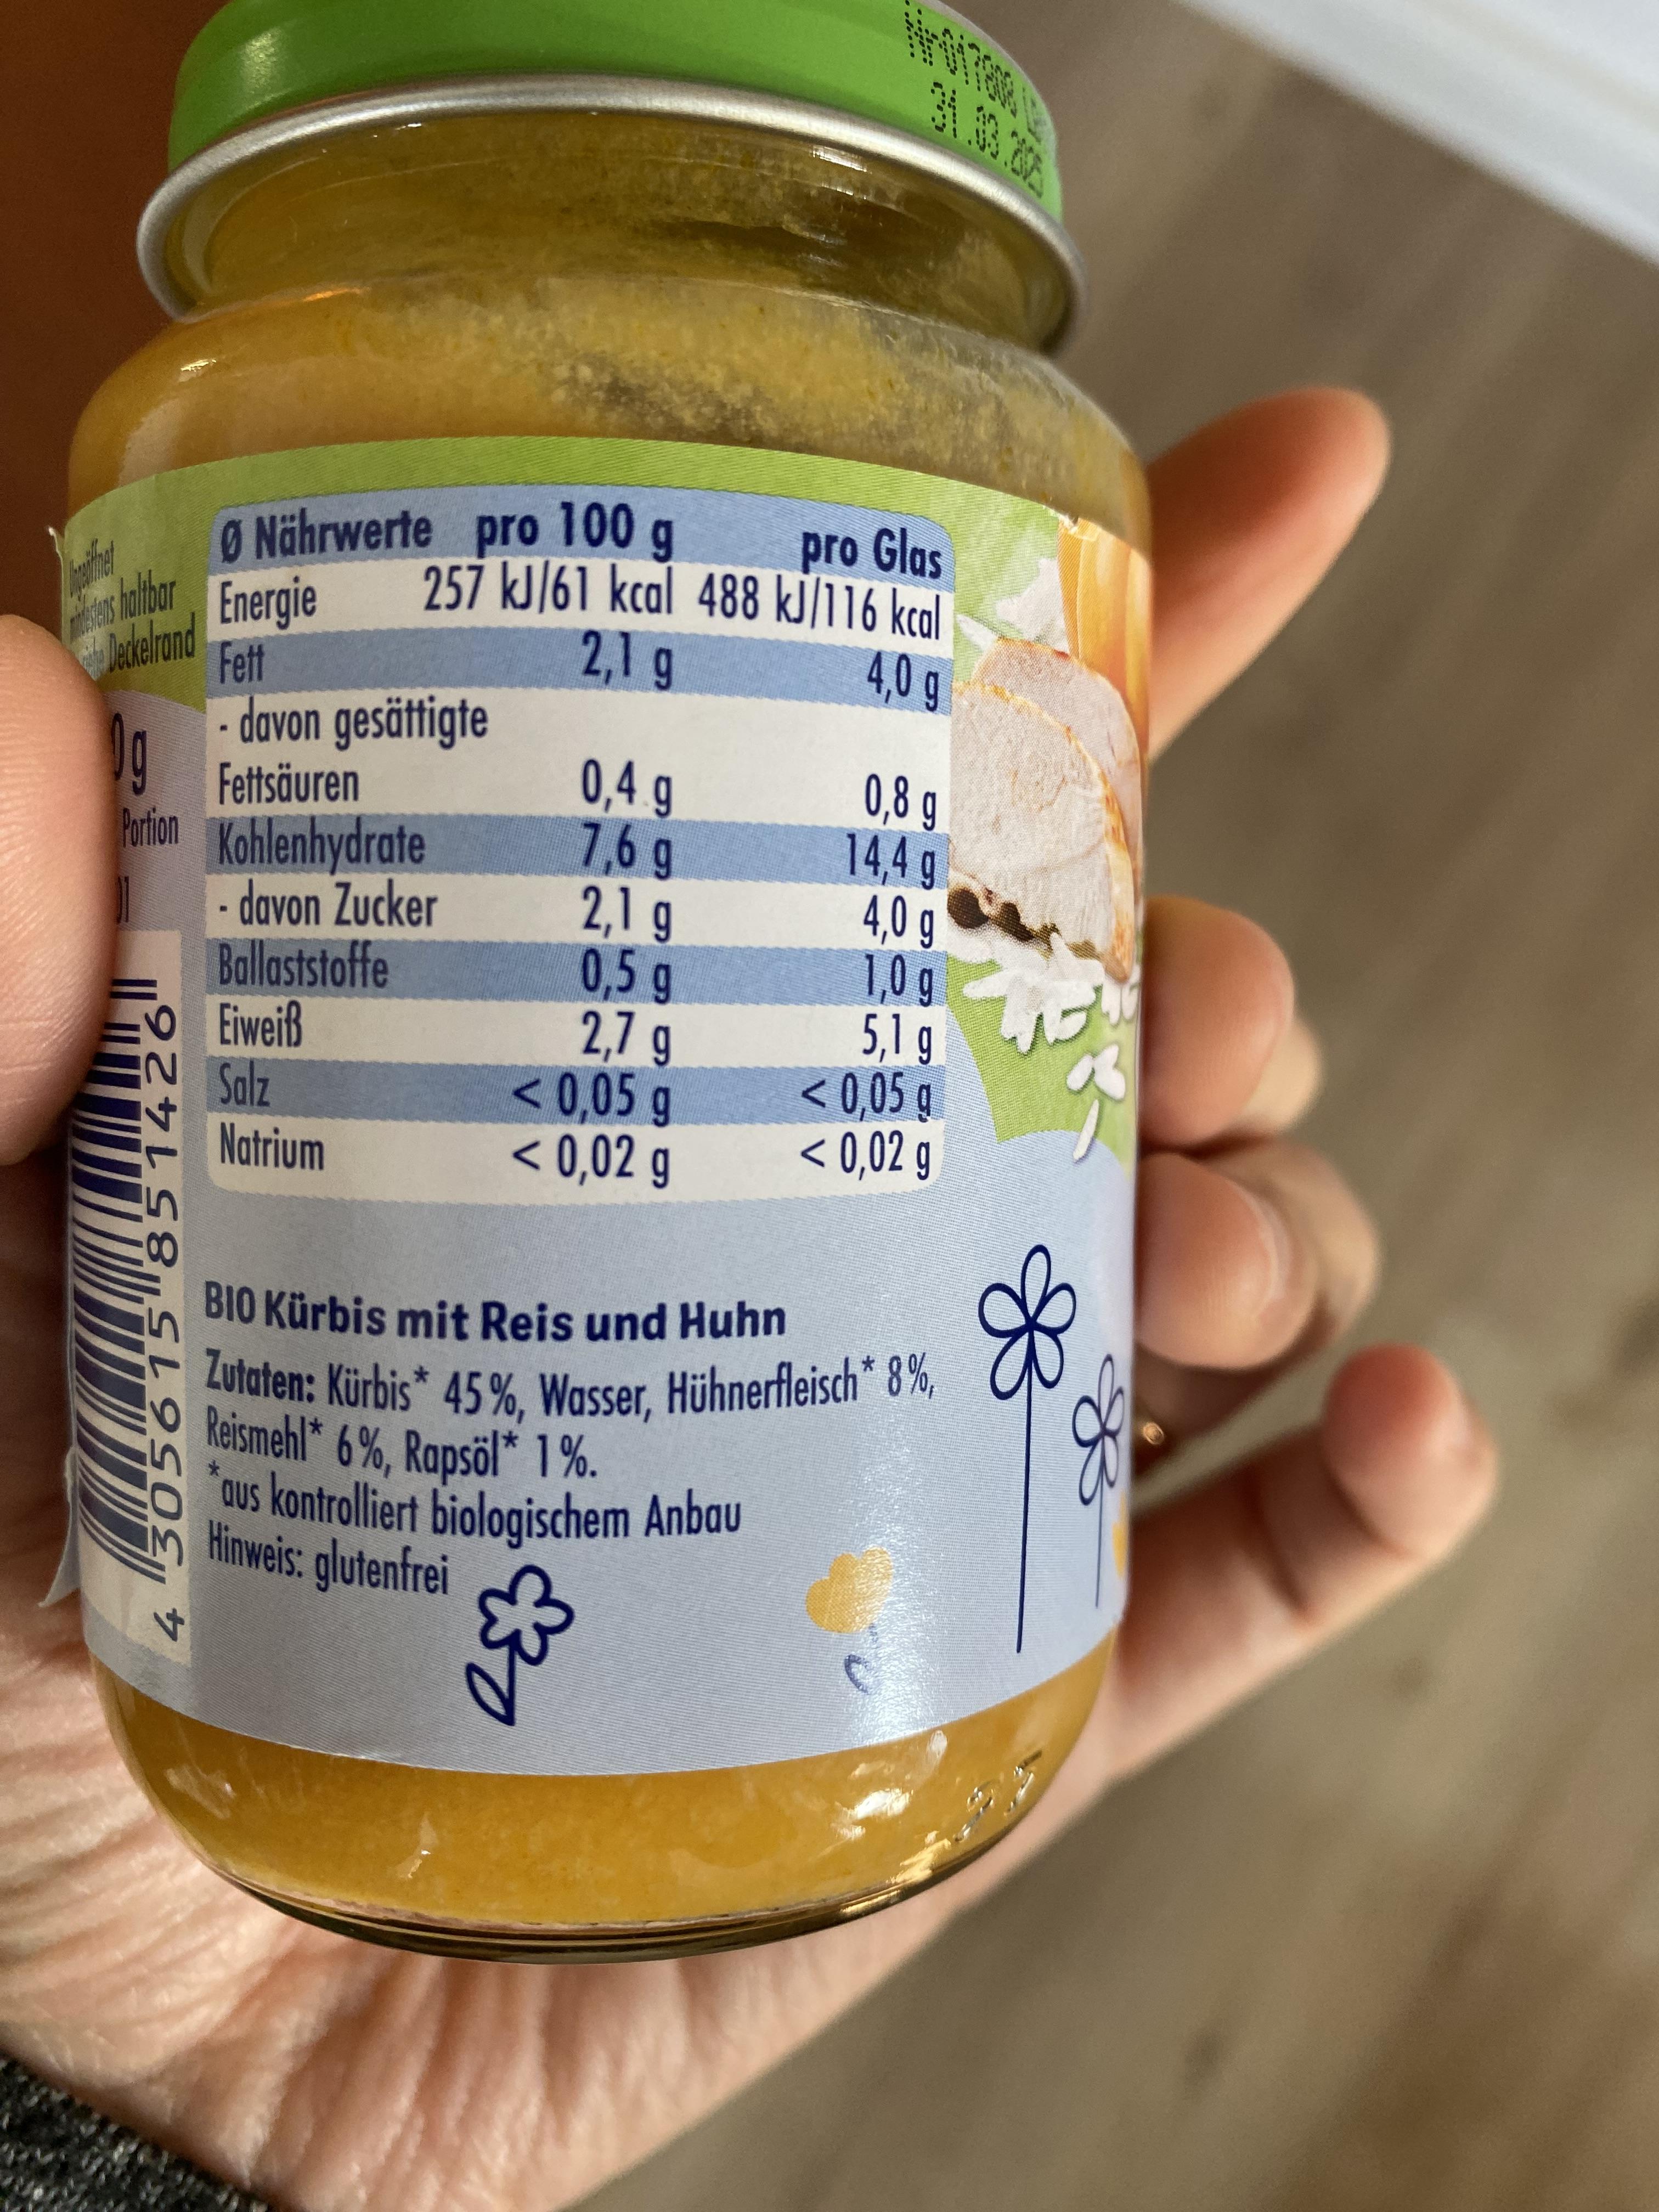 Nr017808
31.03.2025
Ungeöffnet
mindestens haltbar
siehe Deckelrand
g
Portion
Ø Nährwerte pro 100 g pro Glas
Energie 257 kJ/61 kcal 488 kJ/116 kcal
Fett 2,1 g 4,0 g
- davon gesättigte
Fettsäuren 0,4 g 0,8 g
Kohlenhydrate 7,6 g 14,4 g
- davon Zucker 2,1 g 4,0 g
Ballaststoffe 0,5 g 1,0 g
Eiweiß 2,7 g 5,1 g
Salz < 0,05 g < 0,05 g
Natrium < 0,02 g < 0,02 g
4 305615 851426
BIO Kürbis mit Reis und Huhn
Zutaten: Kürbis* 45%, Wasser, Hühnerfleisch* 8%,
Reismehl* 6%, Rapsöl* 1%.
*aus kontrolliert biologischem Anbau
Hinweis: glutenfrei